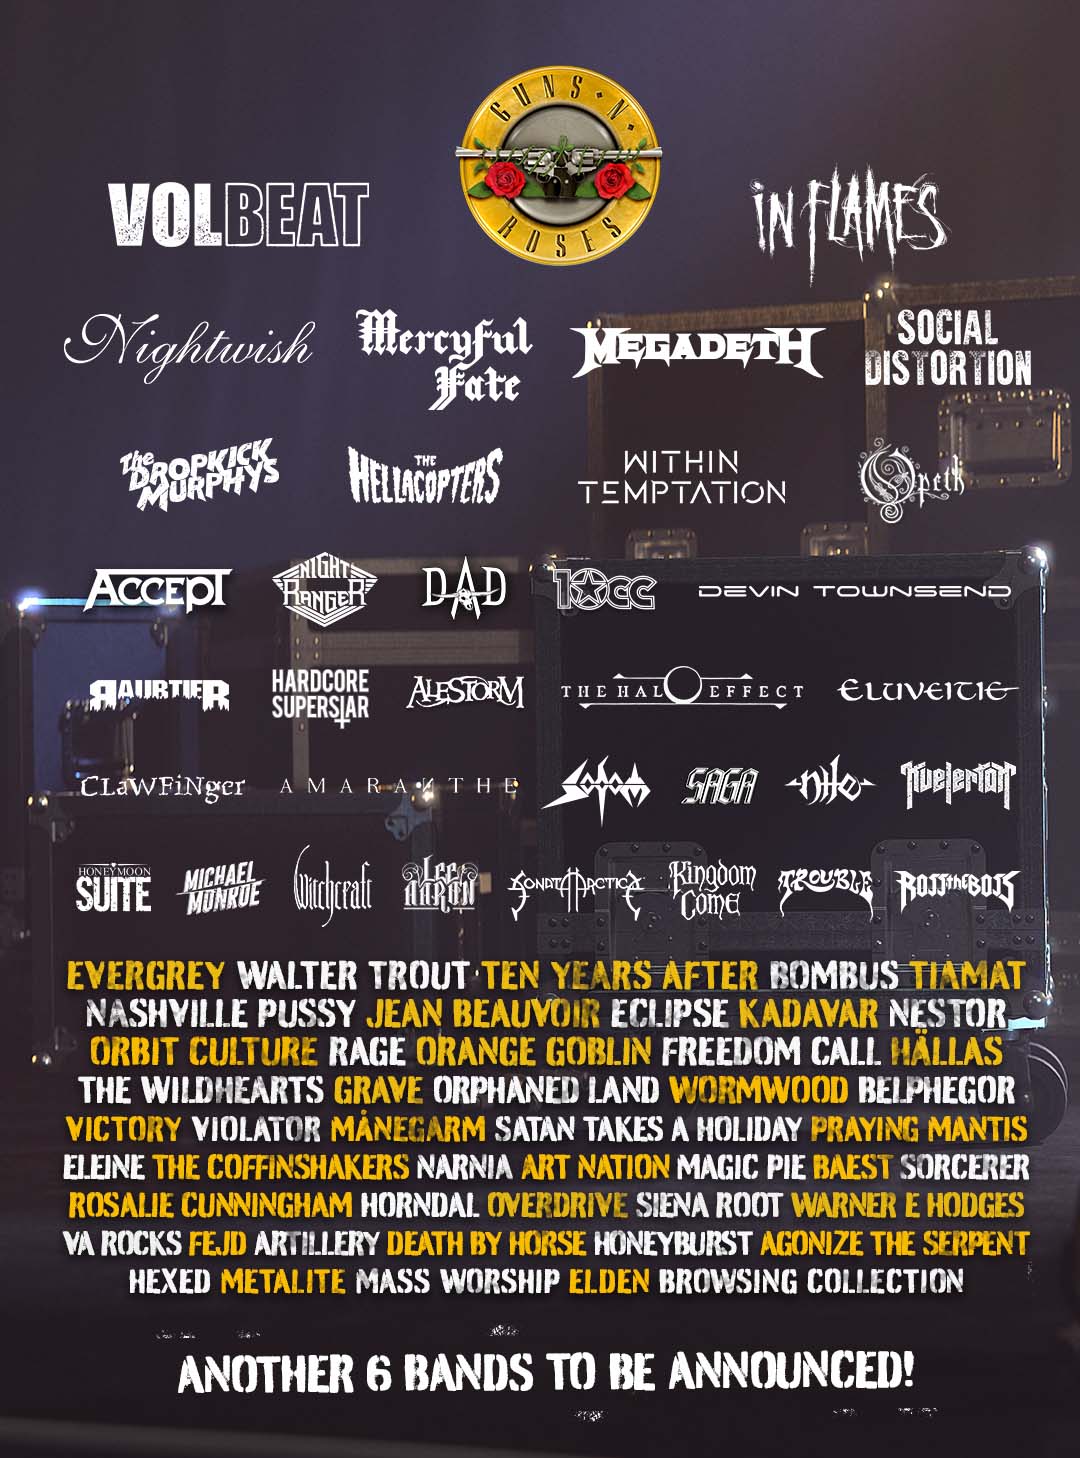 GUNS • N •
ROSES
VOLBEAT
IN FLAMES
Nightwish
Mercyful
Fate
MEGADETH
SOCIAL
DISTORTION
The
DROPKICK
MURPHYS
THE
HELLACOPTERS
WITHIN
TEMPTATION
Opeth
ACCEPT
NIGHT
RANGER
D A D
10CC
DEVIN TOWNSEND
RAUBTIER
HARDCORE
SUPERSTAR
ALESTORM
THE HALO EFFECT
ELUVEITIE
CLaWFiNger
AMARANTHE
SODOM
SAGA
nile
KVELERTAK
HONEYMOON
SUITE
MICHAEL
MONROE
Witchcraft
Lee
AARON
SONATA ARCTICA
Kingdom
Come
TROUBLE
ROSS the BOSS
EVERGREY WALTER TROUT TEN YEARS AFTER BOMBUS TIAMAT
NASHVILLE PUSSY JEAN BEAUVOIR ECLIPSE KADAVAR NESTOR
ORBIT CULTURE RAGE ORANGE GOBLIN FREEDOM CALL HÄLLAS
THE WILDHEARTS GRAVE ORPHANED LAND WORMWOOD BELPHEGOR
VICTORY VIOLATOR MÅNEGARM SATAN TAKES A HOLIDAY PRAYING MANTIS
ELEINE THE COFFINSHAKERS NARNIA ART NATION MAGIC PIE BAEST SORCERER
ROSALIE CUNNINGHAM HORNDAL OVERDRIVE SIENA ROOT WARNER E HODGES
VA ROCKS FEJD ARTILLERY DEATH BY HORSE HONEYBURST AGONIZE THE SERPENT
HEXED METALITE MASS WORSHIP ELDEN BROWSING COLLECTION
ANOTHER 6 BANDS TO BE ANNOUNCED!